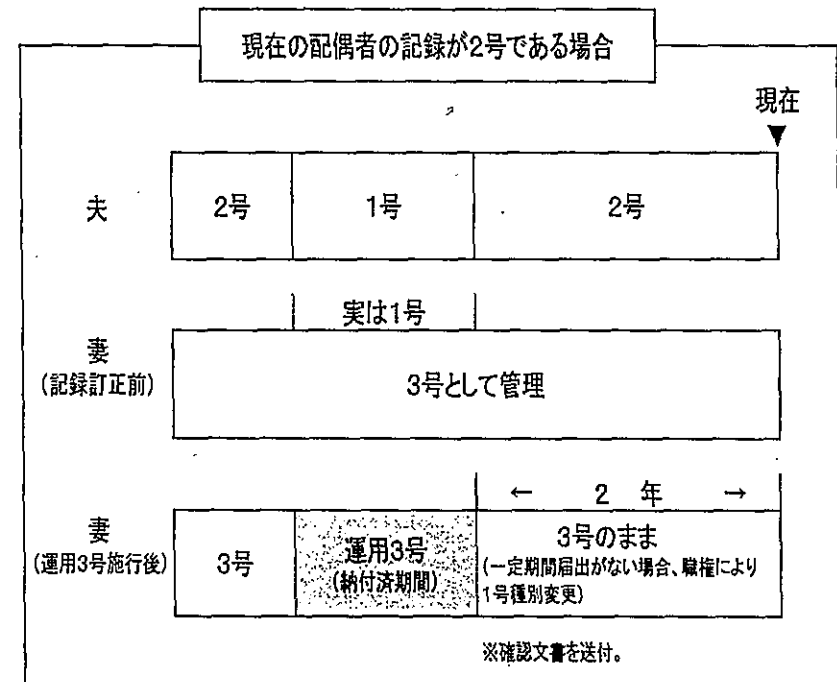 現在の配偶者の記録が2号である場合
現在
▼
夫
2号
1号
2号
実は1号
妻
(記録訂正前)
3号として管理
← 2 年 →
妻
(運用3号施行後)
3号
運用3号
(納付済期間)
3号のまま
(一定期間届出がない場合、職権により
1号種別変更)
※確認文書を送付。